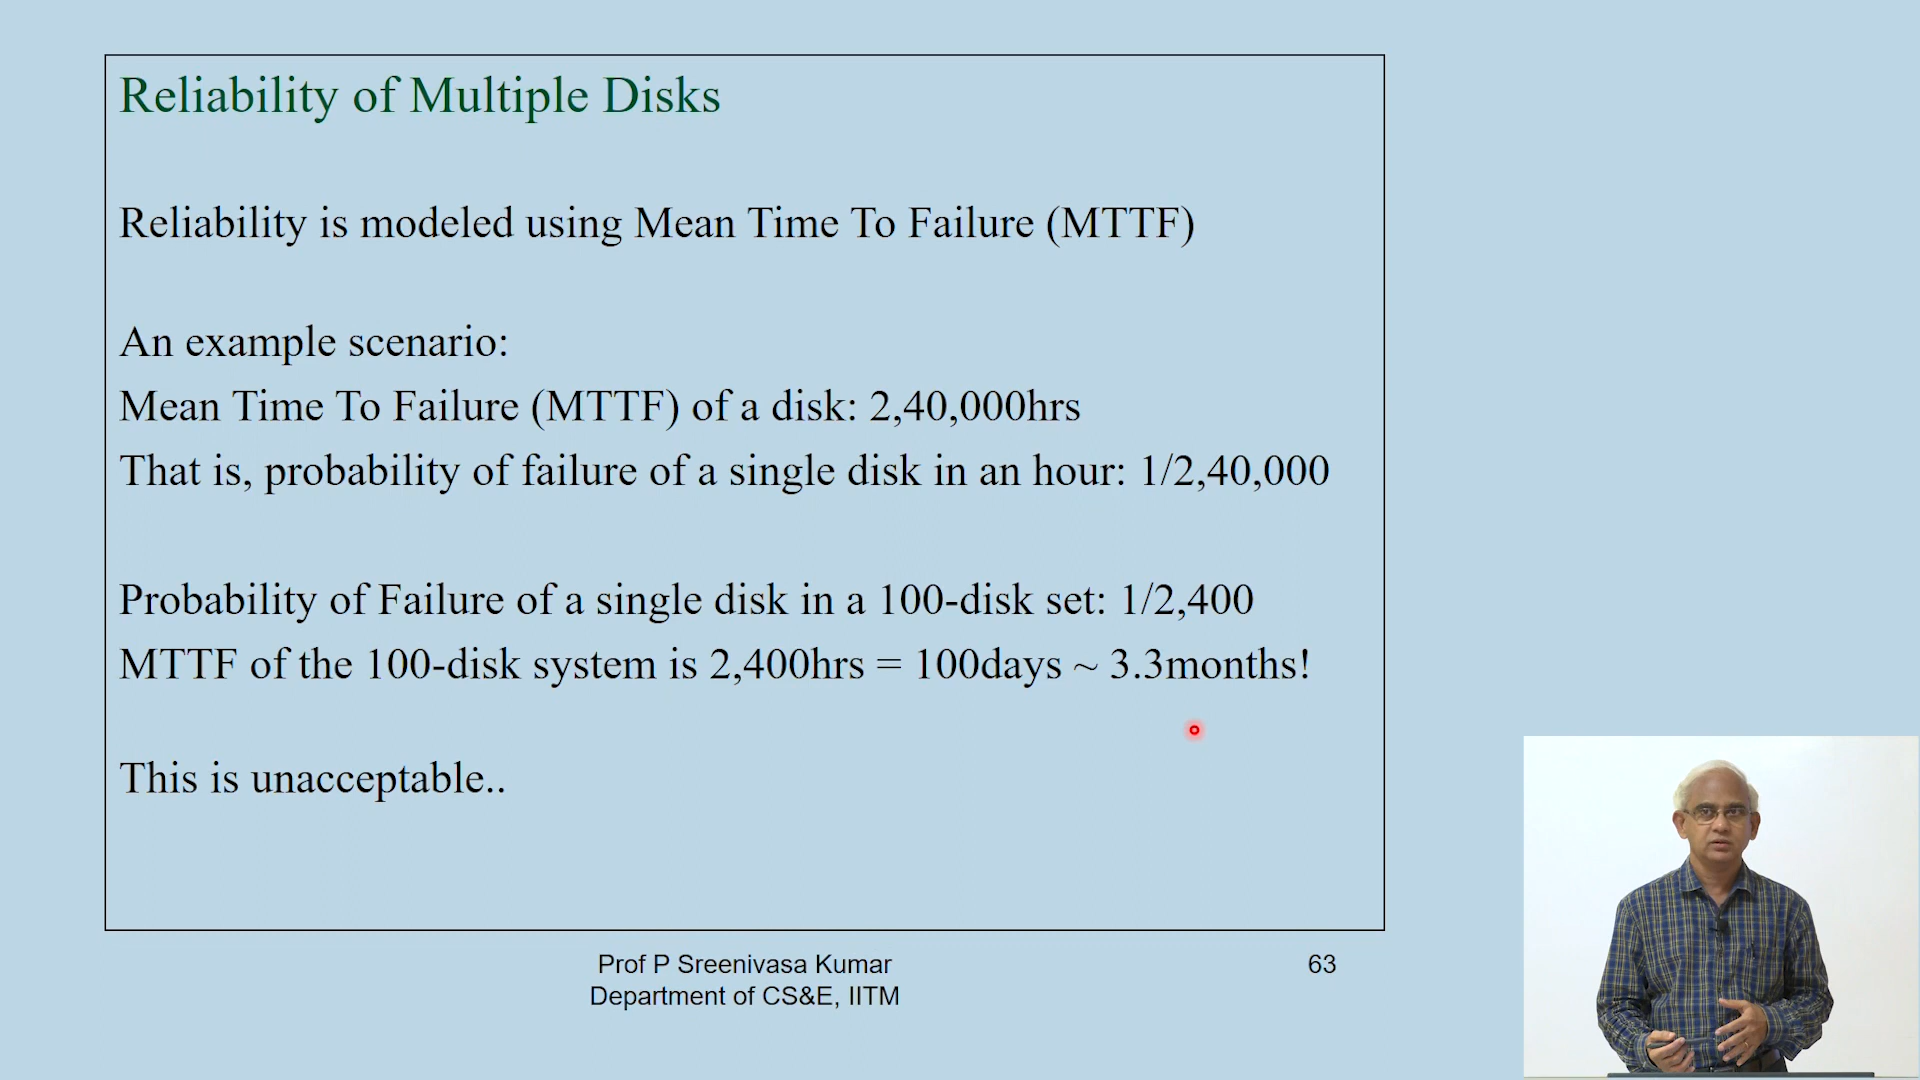 Reliability of Multiple Disks
Reliability is modeled using Mean Time To Failure (MTTF)
An example scenario:
Mean Time To Failure (MTTF) of a disk: 2,40,000hrs
That is, probability of failure of a single disk in an hour: 1/2,40,000
Probability of Failure of a single disk in a 100-disk set: 1/2,400
MTTF of the 100-disk system is 2,400hrs = 100days ~ 3.3months!
This is unacceptable..
Prof P Sreenivasa Kumar
Department of CS&E, IITM
63